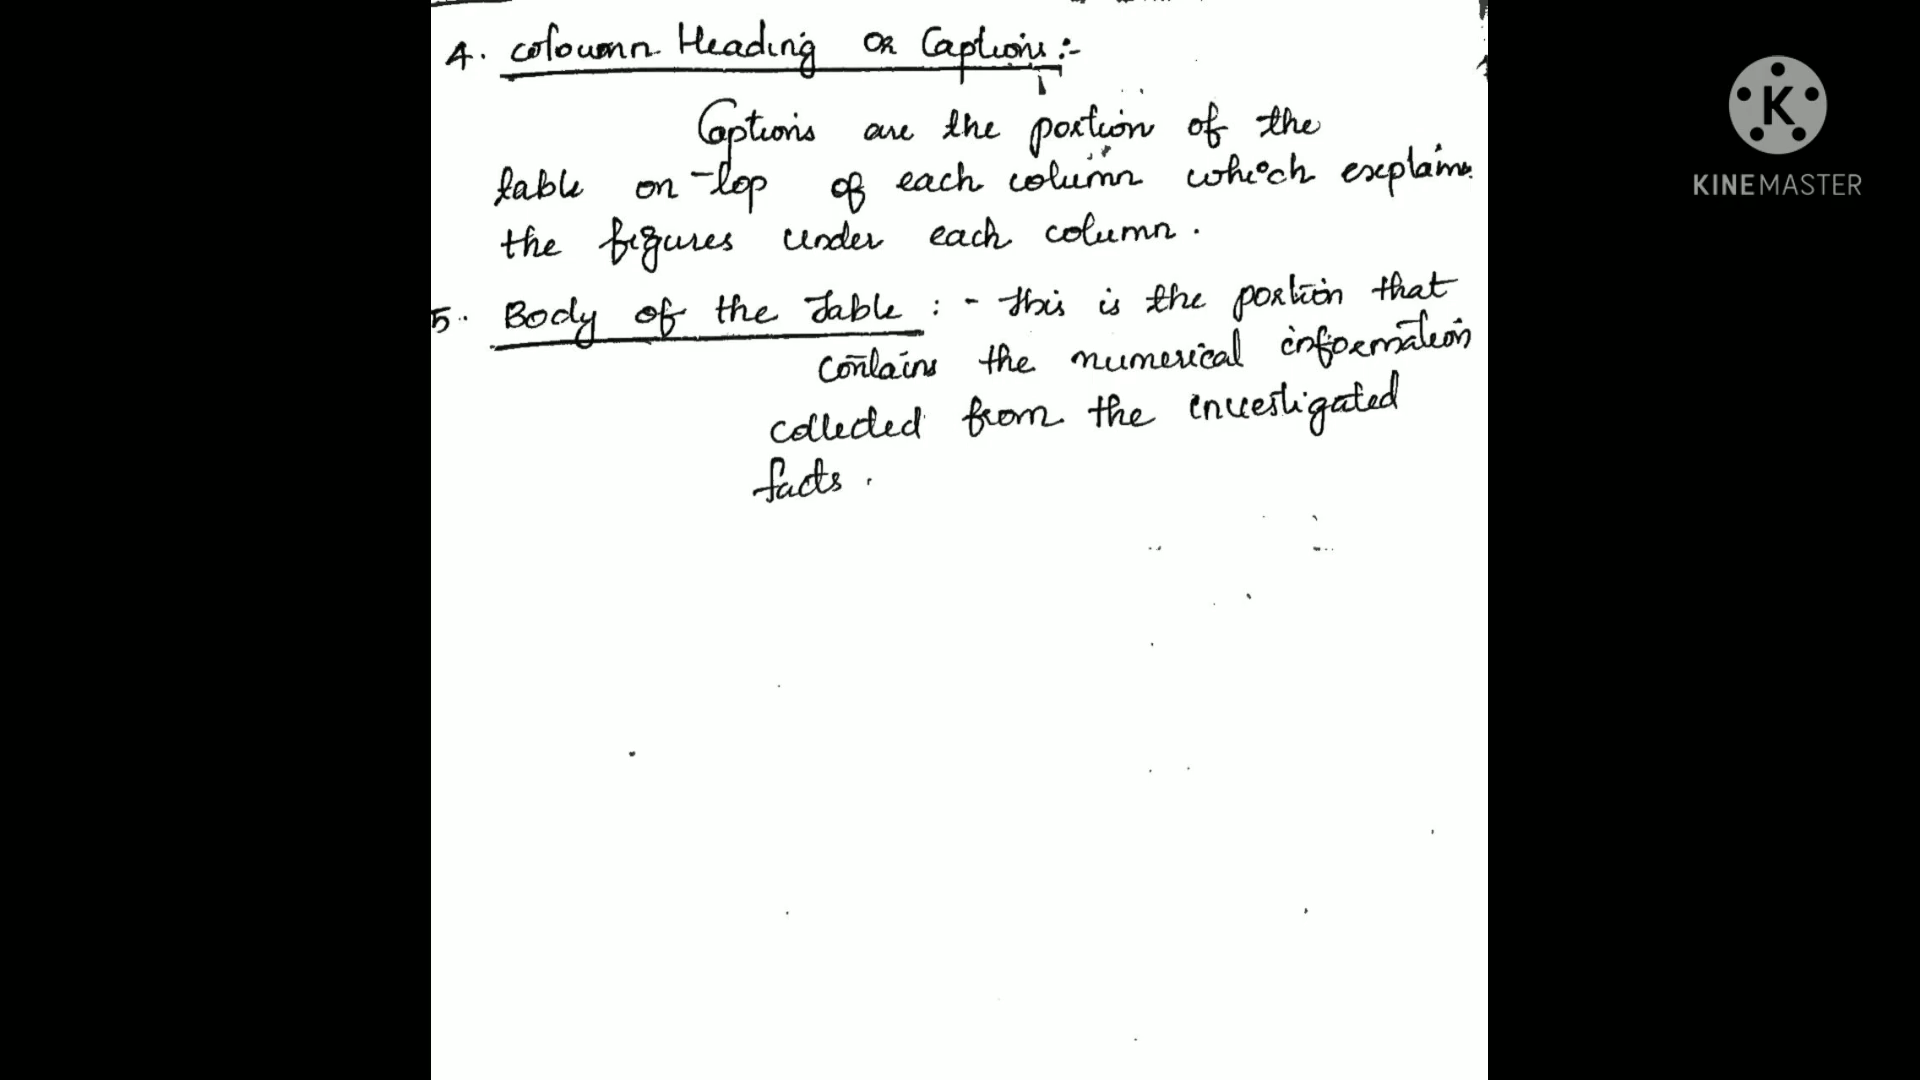 4. coloumn Heading OR Captions :-
Captions are the portion of the
table on top of each column which explains
the figures under each column.
5. Body of the Table :- this is the portion that
contains the numerical information
collected from the investigated
facts.
K
KINEMASTER